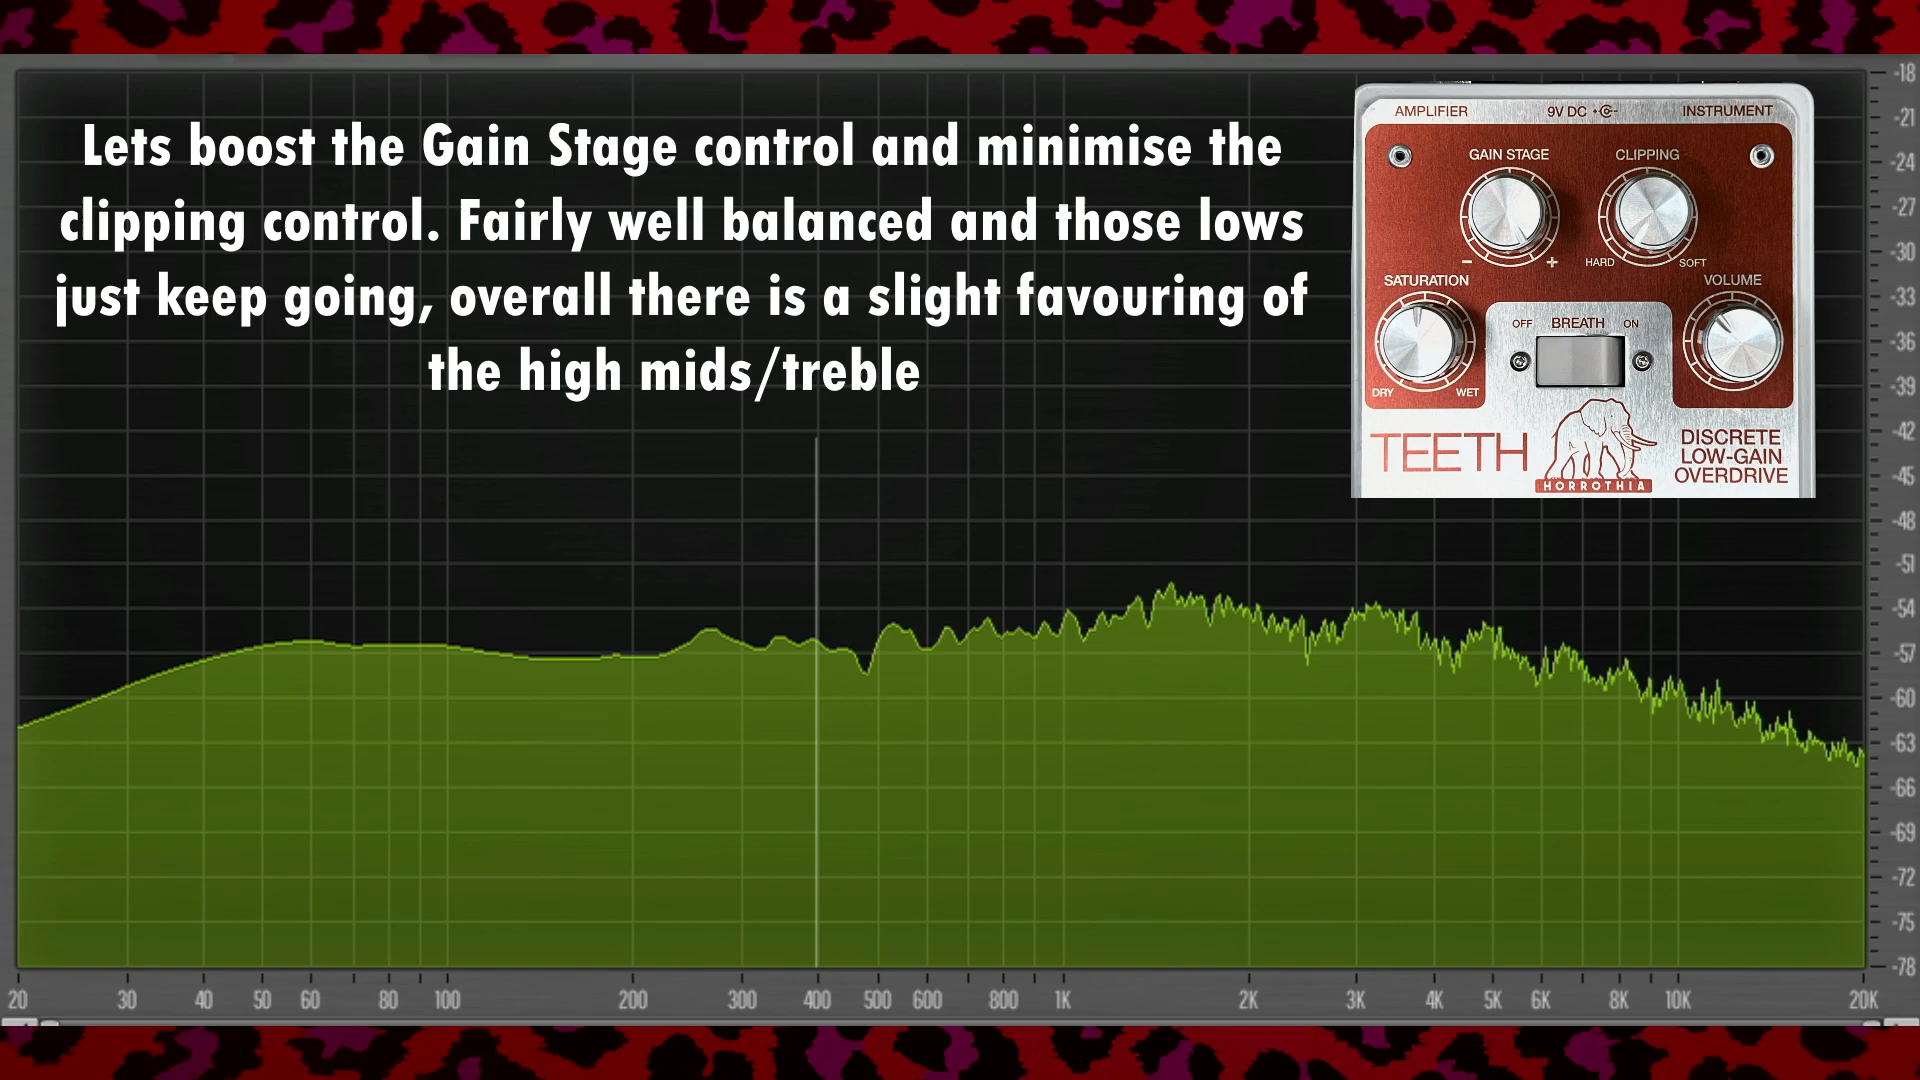 Lets boost the Gain Stage control and minimise the
clipping control. Fairly well balanced and those lows
just keep going, overall there is a slight favouring of
the high mids/treble
AMPLIFIER 9V DC INSTRUMENT
GAIN STAGE CLIPPING
- + HARD SOFT
SATURATION VOLUME
OFF BREATH ON
DRY WET
TEETH
HORROTHIA
DISCRETE
LOW-GAIN
OVERDRIVE
-18
-21
-24
-27
-30
-33
-36
-39
-42
-45
-48
-51
-54
-57
-60
-63
-66
-69
-72
-75
-78
20 30 40 50 60 80 100 200 300 400 500 600 800 1K 2K 3K 4K 5K 6K 8K 10K 20K